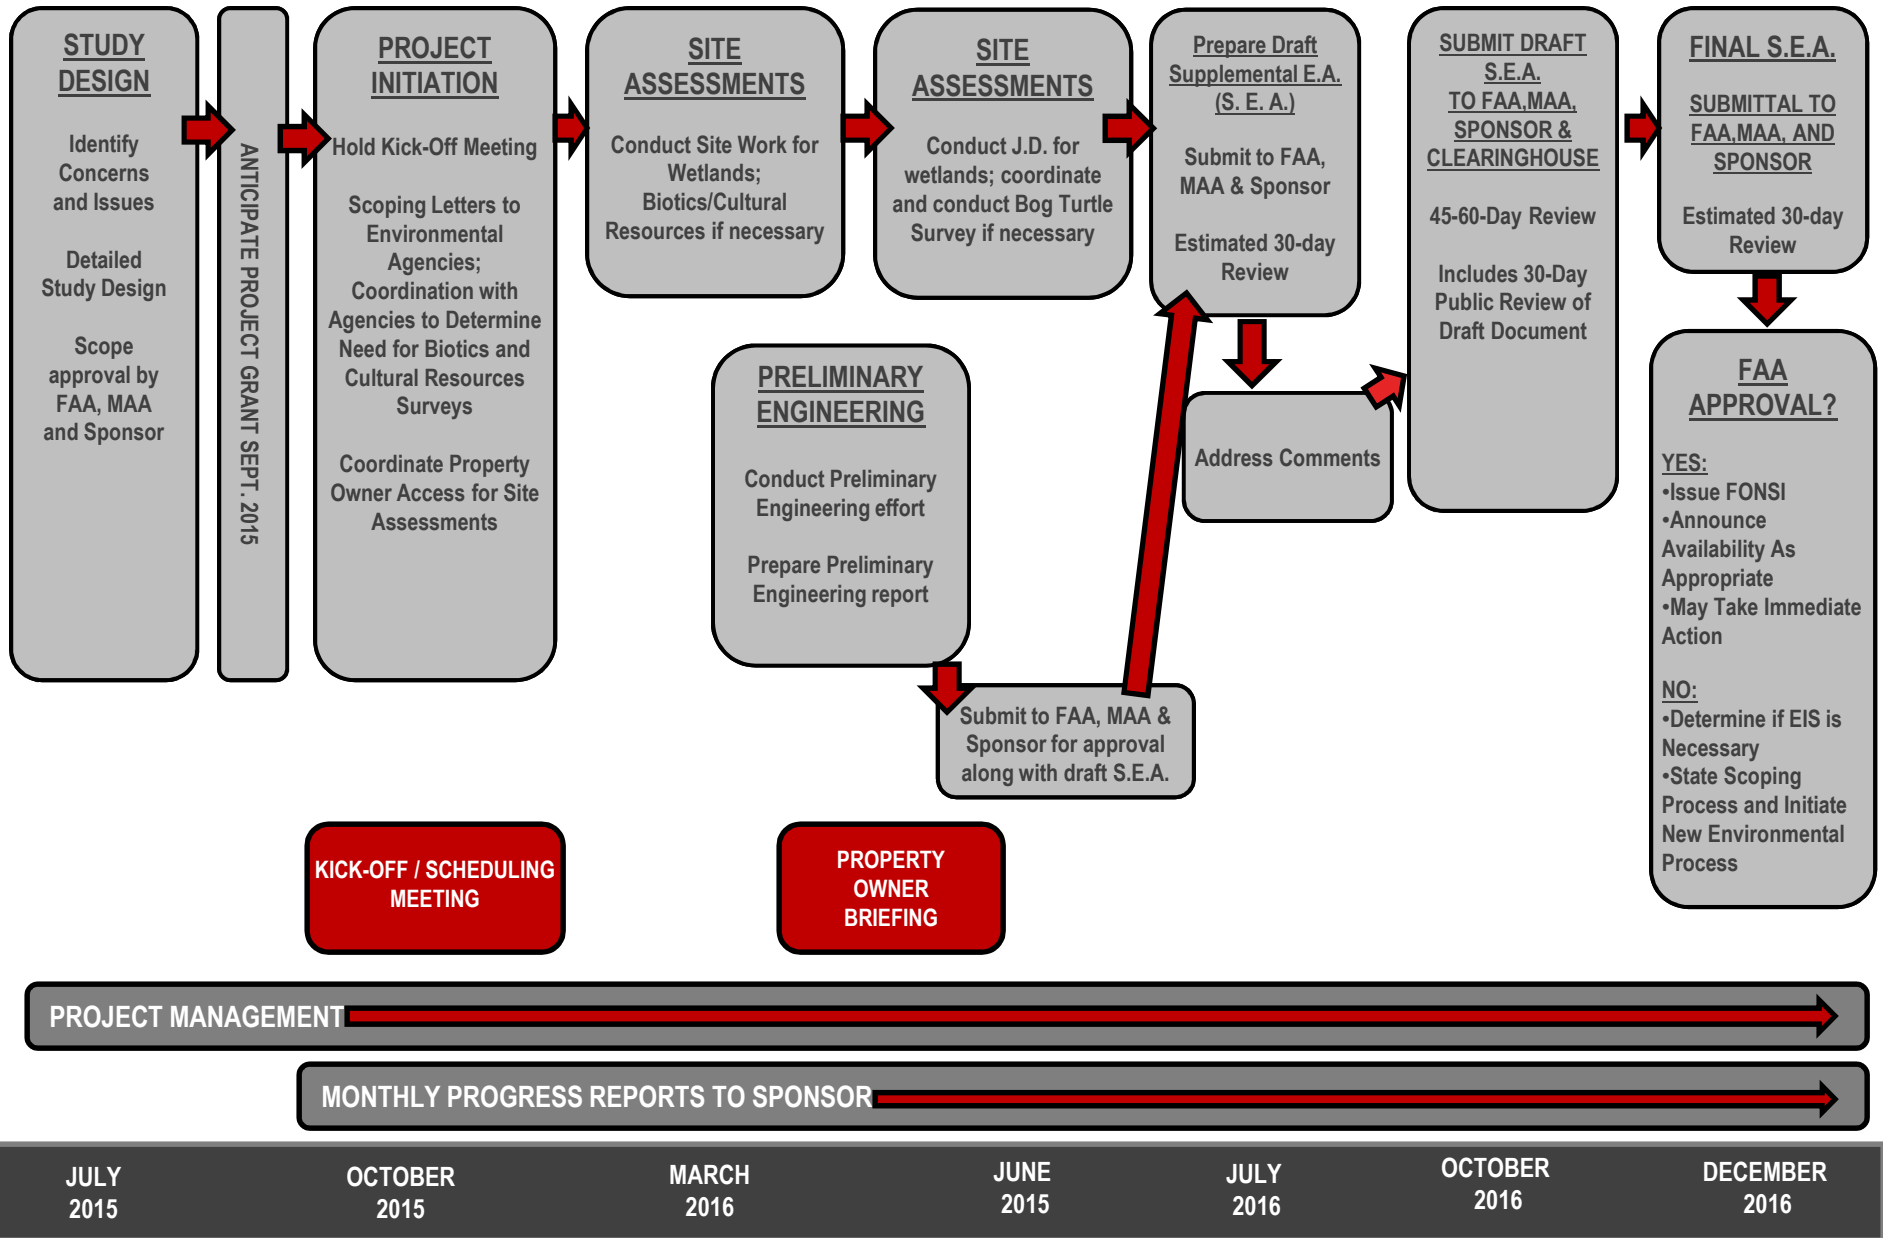 STUDY
DESIGN
Identify
Concerns
and Issues
Detailed
Study Design
Scope
approval by
FAA, MAA
and Sponsor
ANTICIPATE PROJECT GRANT SEPT. 2015
PROJECT
INITIATION
Hold Kick-Off Meeting
Scoping Letters to
Environmental
Agencies;
Coordination with
Agencies to Determine
Need for Biotics and
Cultural Resources
Surveys
Coordinate Property
Owner Access for Site
Assessments
SITE
ASSESSMENTS
Conduct Site Work for
Wetlands;
Biotics/Cultural
Resources if necessary
SITE
ASSESSMENTS
Conduct J.D. for
wetlands; coordinate
and conduct Bog Turtle
Survey if necessary
Prepare Draft
Supplemental E.A.
(S. E. A.)
Submit to FAA,
MAA & Sponsor
Estimated 30-day
Review
SUBMIT DRAFT
S.E.A.
TO FAA,MAA,
SPONSOR &
CLEARINGHOUSE
45-60-Day Review
Includes 30-Day
Public Review of
Draft Document
FINAL S.E.A.
SUBMITTAL TO
FAA,MAA, AND
SPONSOR
Estimated 30-day
Review
PRELIMINARY
ENGINEERING
Conduct Preliminary
Engineering effort
Prepare Preliminary
Engineering report
Submit to FAA, MAA &
Sponsor for approval
along with draft S.E.A.
Address Comments
FAA
APPROVAL?
YES:
•Issue FONSI
•Announce
Availability As
Appropriate
•May Take Immediate
Action
NO:
•Determine if EIS is
Necessary
•State Scoping
Process and Initiate
New Environmental
Process
KICK-OFF / SCHEDULING
MEETING
PROPERTY
OWNER
BRIEFING
PROJECT MANAGEMENT
MONTHLY PROGRESS REPORTS TO SPONSOR
JULY
2015
OCTOBER
2015
MARCH
2016
JUNE
2015
JULY
2016
OCTOBER
2016
DECEMBER
2016